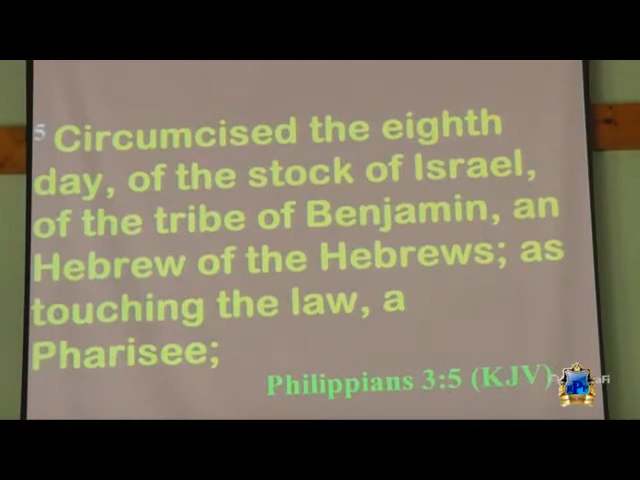 5 Circumcised the eighth
day, of the stock of Israel,
of the tribe of Benjamin, an
Hebrew of the Hebrews; as
touching the law, a
Pharisee;
Philippians 3:5 (KJV)